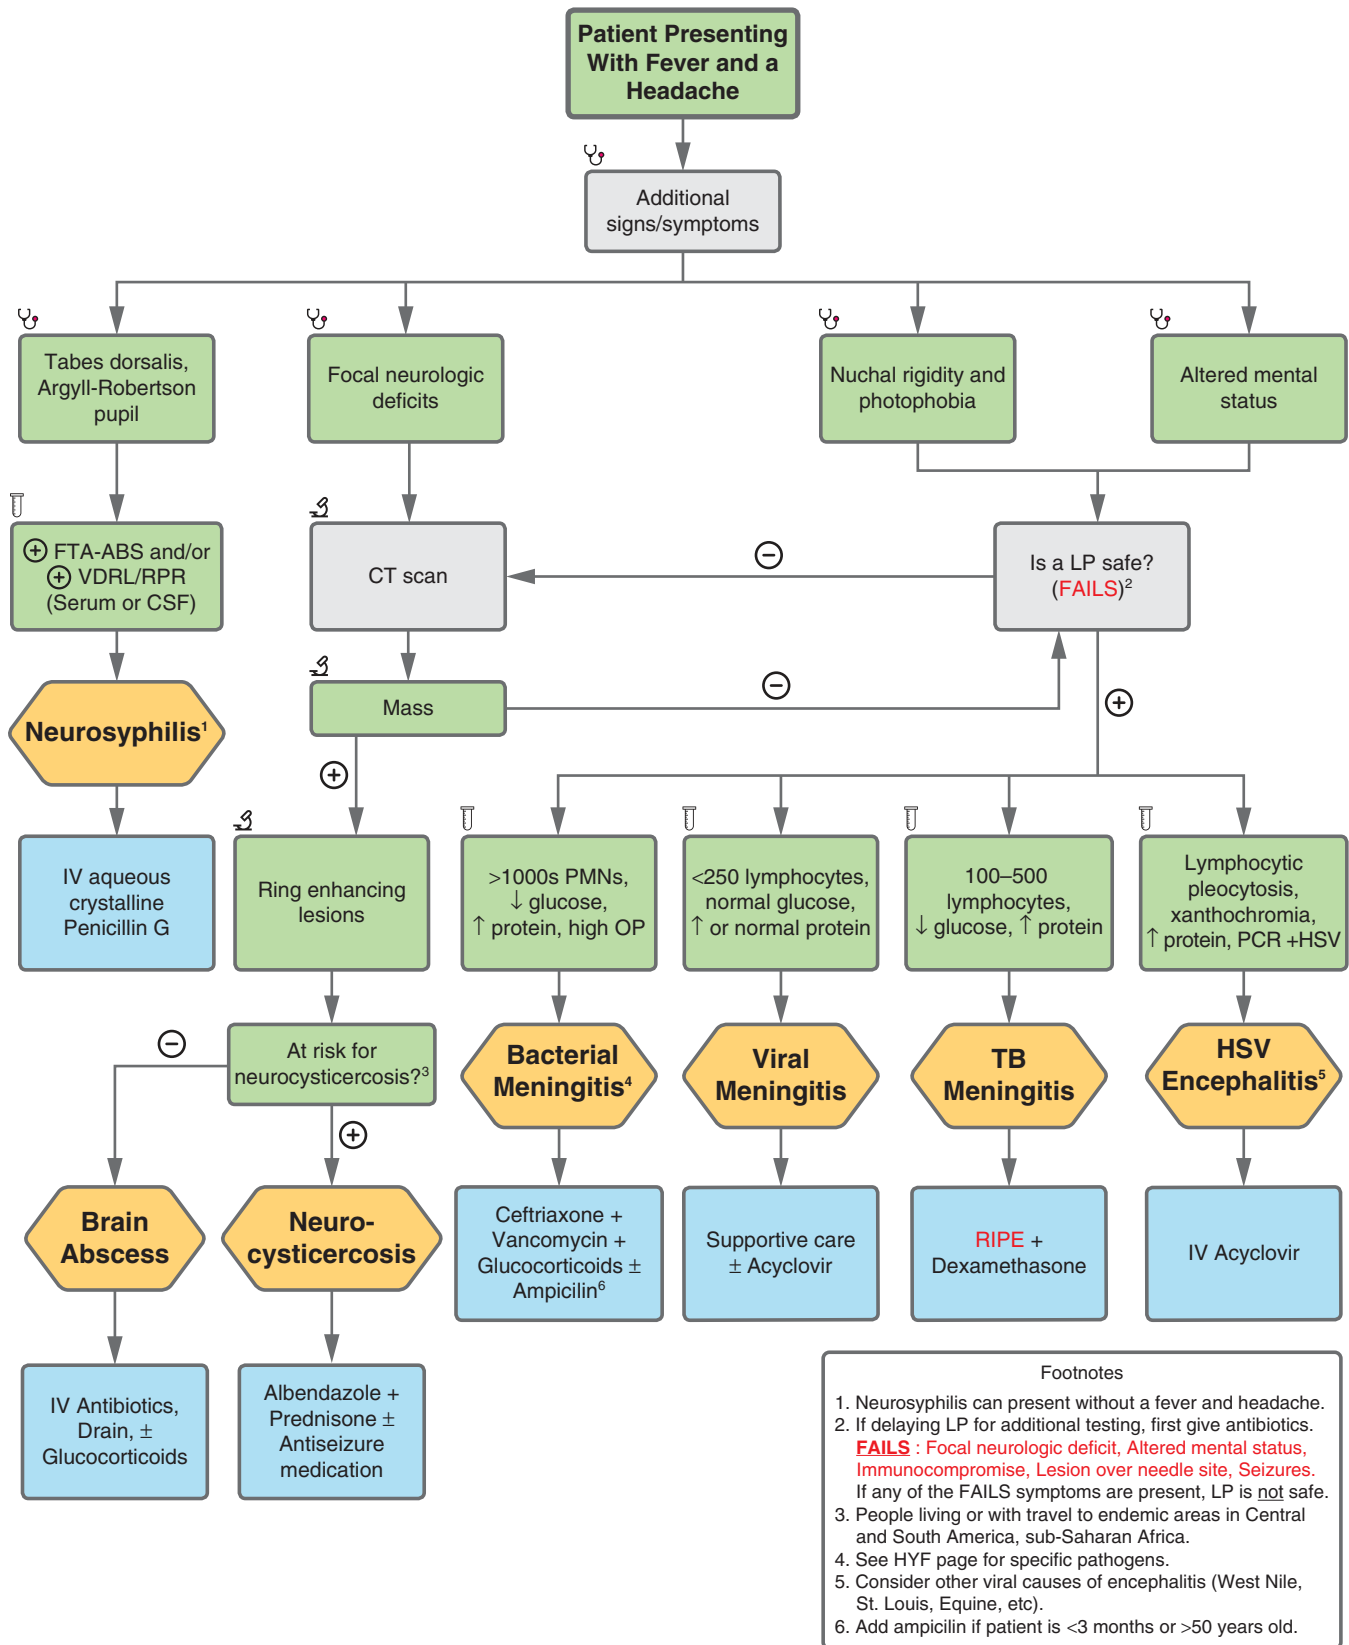 Patient Presenting
With Fever and a
Headache
Additional
signs/symptoms
Tabes dorsalis,
Argyll-Robertson
pupil
Focal neurologic
deficits
Nuchal rigidity and
photophobia
Altered mental
status
⊕ FTA-ABS and/or
⊕ VDRL/RPR
(Serum or CSF)
CT scan
⊖
Is a LP safe?
(FAILS)²
Mass
⊖
⊕
Neurosyphilis¹
⊕
IV aqueous
crystalline
Penicillin G
Ring enhancing
lesions
>1000s PMNs,
↓ glucose,
↑ protein, high OP
<250 lymphocytes,
normal glucose,
↑ or normal protein
100–500
lymphocytes,
↓ glucose, ↑ protein
Lymphocytic
pleocytosis,
xanthochromia,
↑ protein, PCR +HSV
⊖
At risk for
neurocysticercosis?³
⊕
Bacterial
Meningitis⁴
Viral
Meningitis
TB
Meningitis
HSV
Encephalitis⁵
Brain
Abscess
Neuro-
cysticercosis
Ceftriaxone +
Vancomycin +
Glucocorticoids ±
Ampicilin⁶
Supportive care
± Acyclovir
RIPE +
Dexamethasone
IV Acyclovir
IV Antibiotics,
Drain, ±
Glucocorticoids
Albendazole +
Prednisone ±
Antiseizure
medication
Footnotes
1. Neurosyphilis can present without a fever and headache.
2. If delaying LP for additional testing, first give antibiotics.
FAILS : Focal neurologic deficit, Altered mental status,
Immunocompromise, Lesion over needle site, Seizures.
If any of the FAILS symptoms are present, LP is not safe.
3. People living or with travel to endemic areas in Central
and South America, sub-Saharan Africa.
4. See HYF page for specific pathogens.
5. Consider other viral causes of encephalitis (West Nile,
St. Louis, Equine, etc).
6. Add ampicilin if patient is <3 months or >50 years old.